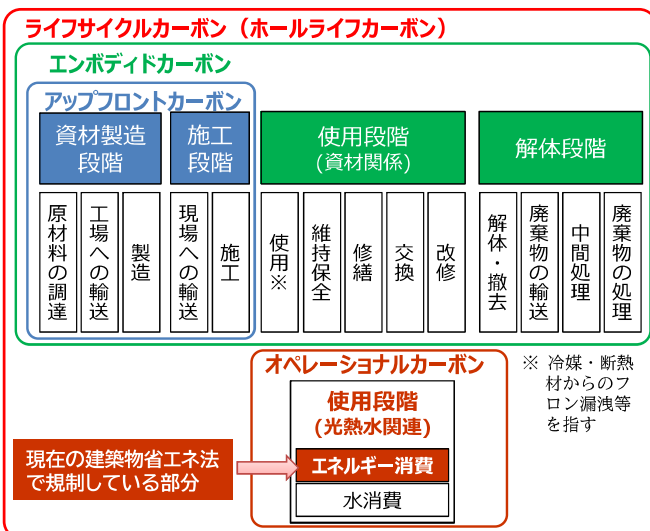 ライフサイクルカーボン（ホールライフカーボン）
エンボディドカーボン
アップフロントカーボン
資材製造
段階
施工
段階
使用段階
(資材関係)
解体段階
原材料の調達
工場への輸送
製造
現場への輸送
施工
使用※
維持保全
修繕
交換
改修
解体・撤去
廃棄物の輸送
中間処理
廃棄物の処理
オペレーショナルカーボン
使用段階
(光熱水関連)
エネルギー消費
水消費
現在の建築物省エネ法
で規制している部分
※ 冷媒・断熱
材からのフ
ロン漏洩等
を指す